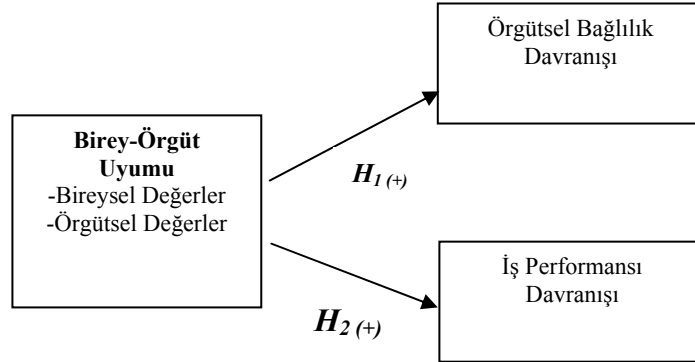 Örgütsel Bağlılık
Davranışı
Birey-Örgüt
Uyumu
-Bireysel Değerler
-Örgütsel Değerler
H1 (+)
İş Performansı
Davranışı
H2 (+)